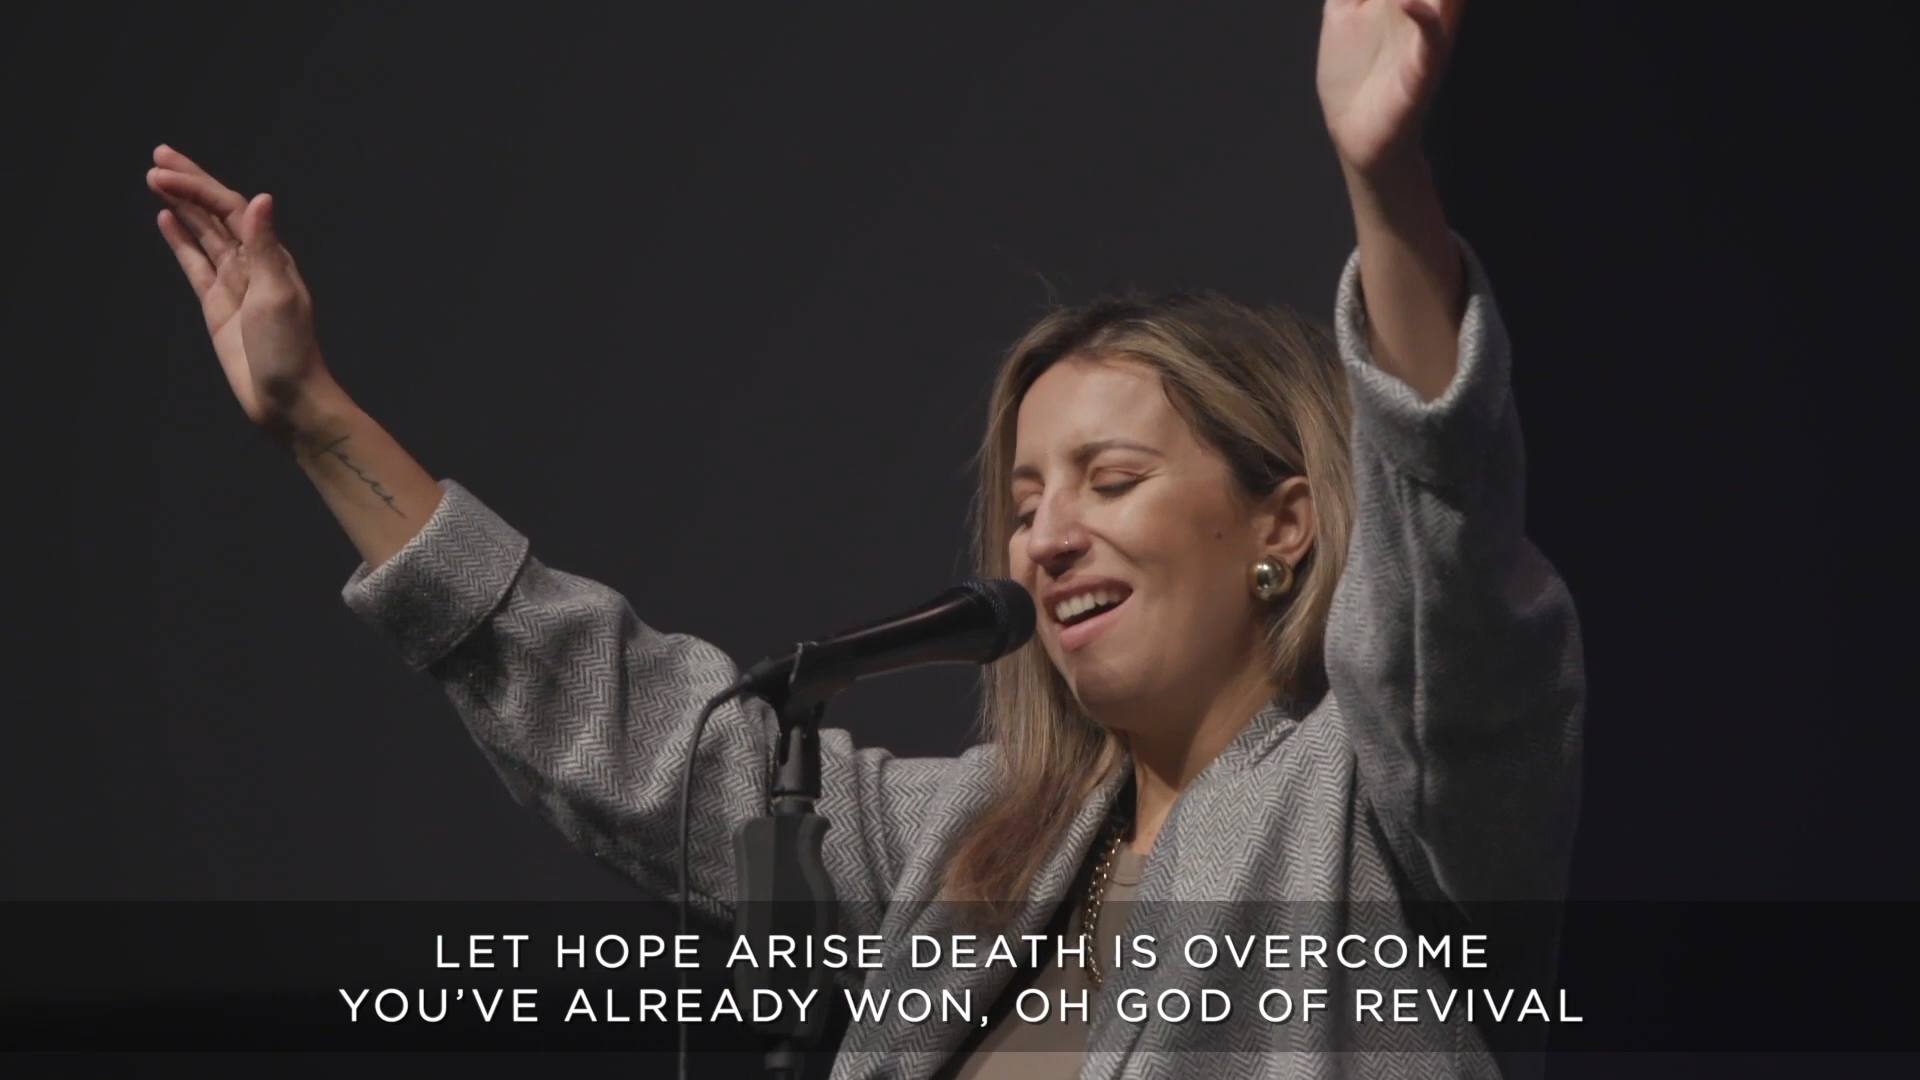 LET HOPE ARISE DEATH IS OVERCOME
YOU’VE ALREADY WON, OH GOD OF REVIVAL